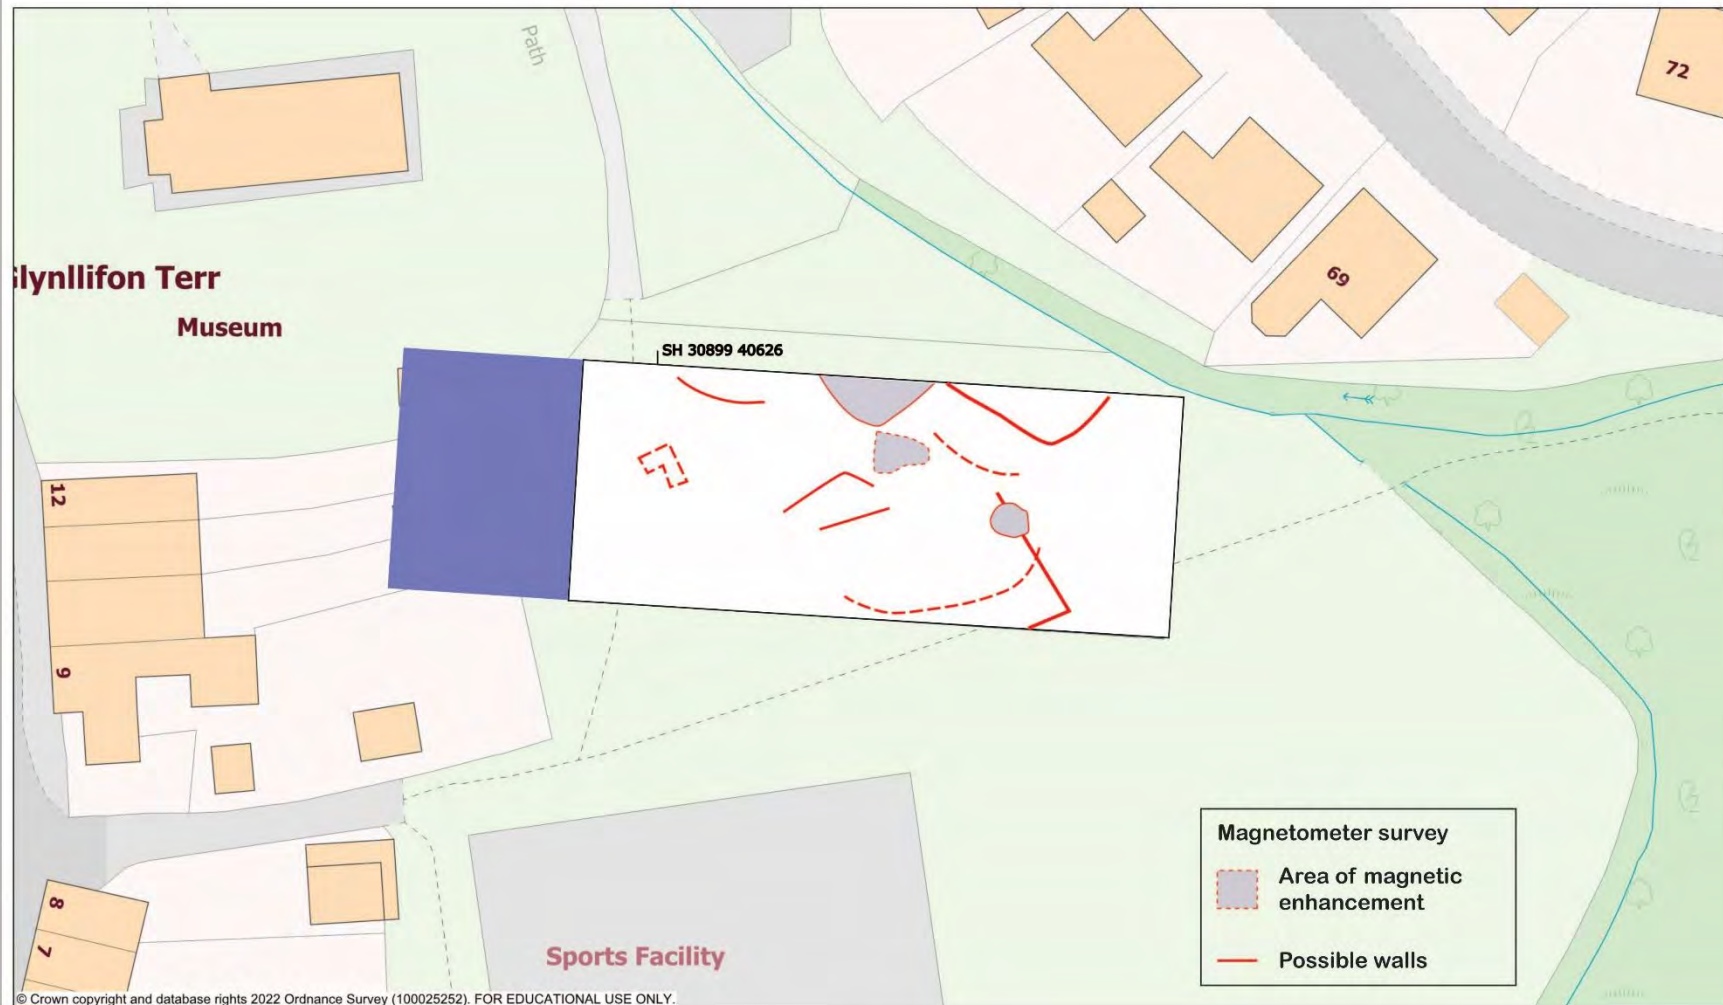 Path
72
69
Glynllifon Terr
Museum
SH 30899 40626
12
9
8
7
Magnetometer survey
Area of magnetic
enhancement
Possible walls
Sports Facility
© Crown copyright and database rights 2022 Ordnance Survey (100025252). FOR EDUCATIONAL USE ONLY.